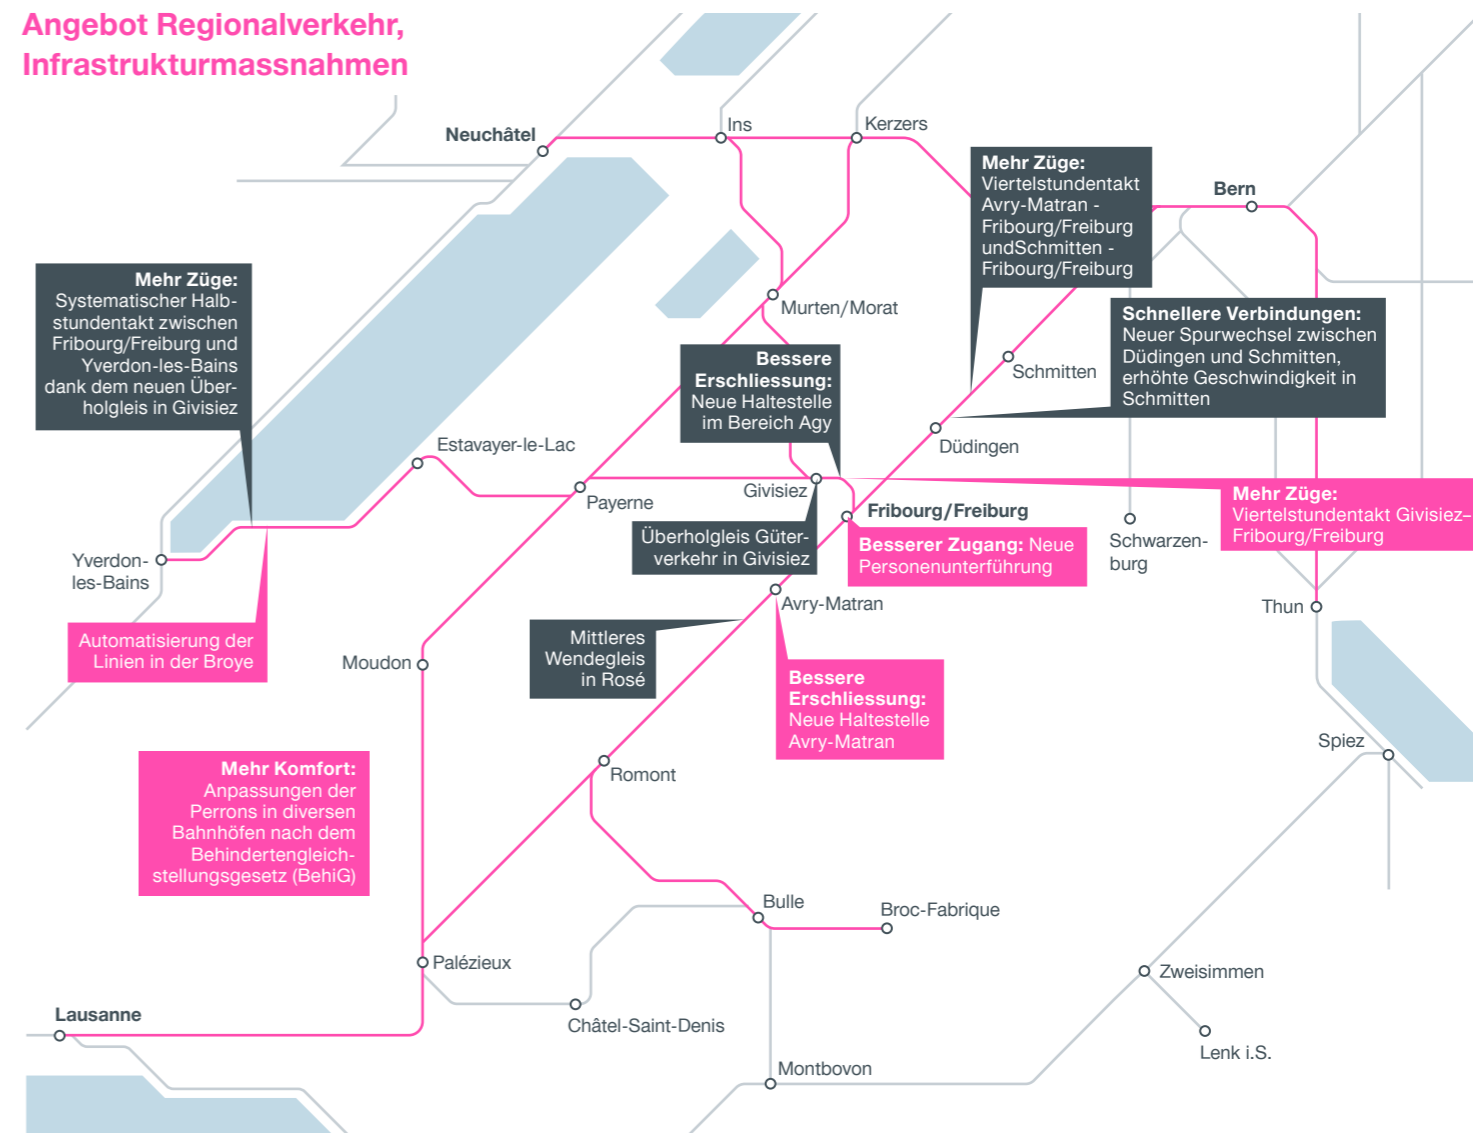 Angebot Regionalverkehr,
Infrastrukturmassnahmen
Neuchâtel
Ins
Kerzers
Mehr Züge:
Viertelstundentakt
Avry-Matran -
Fribourg/Freiburg
undSchmitten -
Fribourg/Freiburg
Bern
Mehr Züge:
Systematischer Halb-
stundentakt zwischen
Fribourg/Freiburg und
Yverdon-les-Bains
dank dem neuen Über-
holgleis in Givisiez
Murten/Morat
Schnellere Verbindungen:
Neuer Spurwechsel zwischen
Düdingen und Schmitten,
erhöhte Geschwindigkeit in
Schmitten
Bessere
Erschliessung:
Neue Haltestelle
im Bereich Agy
Schmitten
Estavayer-le-Lac
Düdingen
Payerne
Givisiez
Fribourg/Freiburg
Mehr Züge:
Viertelstundentakt Givisiez–
Fribourg/Freiburg
Überholgleis Güter-
verkehr in Givisiez
Besserer Zugang: Neue
Personenunterführung
Schwarzen-
burg
Yverdon-
les-Bains
Avry-Matran
Thun
Automatisierung der
Linien in der Broye
Moudon
Mittleres
Wendegleis
in Rosé
Bessere
Erschliessung:
Neue Haltestelle
Avry-Matran
Spiez
Mehr Komfort:
Anpassungen der
Perrons in diversen
Bahnhöfen nach dem
Behindertengleich-
stellungsgesetz (BehiG)
Romont
Bulle
Broc-Fabrique
Palézieux
Zweisimmen
Lausanne
Châtel-Saint-Denis
Lenk i.S.
Montbovon